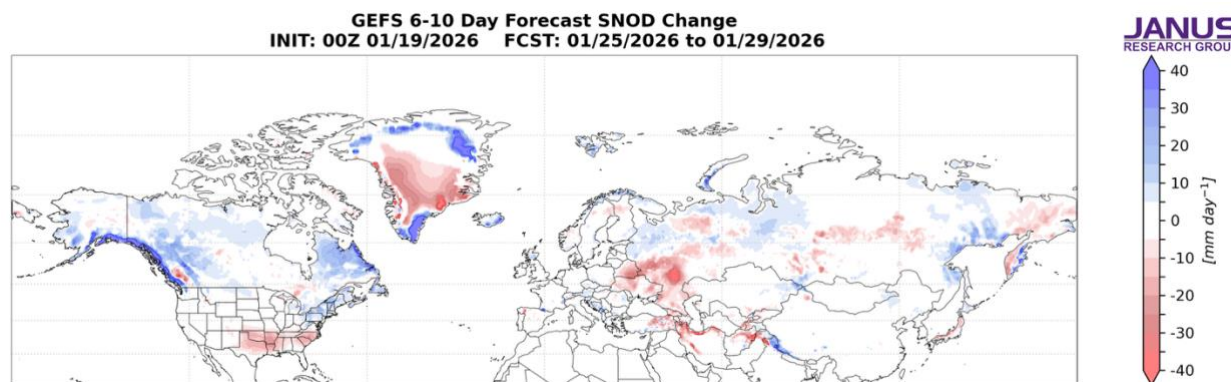 GEFS 6-10 Day Forecast SNOD Change
INIT: 00Z 01/19/2026 FCST: 01/25/2026 to 01/29/2026
JANUS
RESEARCH GROU
40
30
20
10
0
-10
-20
-30
-40
[mm day⁻¹]